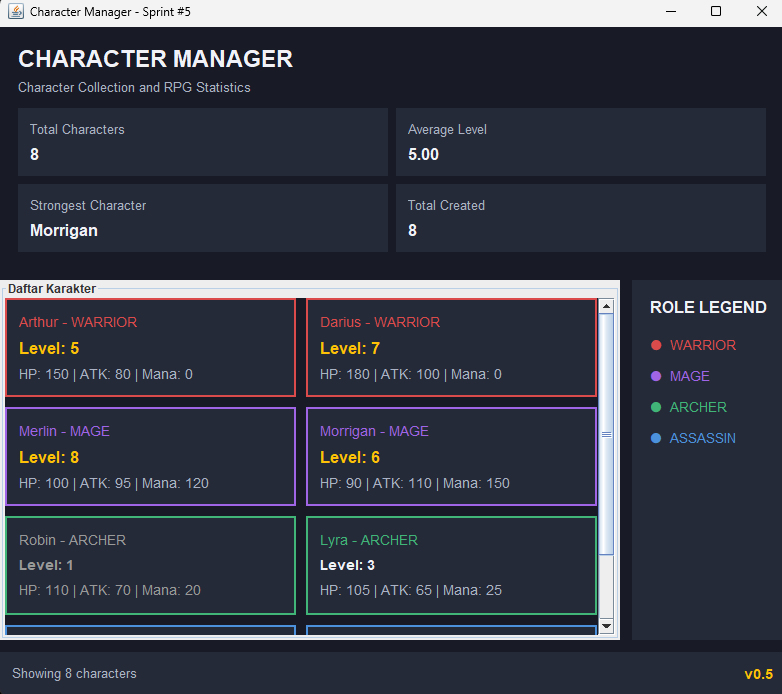 Character Manager - Sprint #5
CHARACTER MANAGER
Character Collection and RPG Statistics
Total Characters
8
Average Level
5.00
Strongest Character
Morrigan
Total Created
8
Daftar Karakter
Arthur - WARRIOR
Level: 5
HP: 150 | ATK: 80 | Mana: 0
Darius - WARRIOR
Level: 7
HP: 180 | ATK: 100 | Mana: 0
Merlin - MAGE
Level: 8
HP: 100 | ATK: 95 | Mana: 120
Morrigan - MAGE
Level: 6
HP: 90 | ATK: 110 | Mana: 150
Robin - ARCHER
Level: 1
HP: 110 | ATK: 70 | Mana: 20
Lyra - ARCHER
Level: 3
HP: 105 | ATK: 65 | Mana: 25
ROLE LEGEND
WARRIOR
MAGE
ARCHER
ASSASSIN
Showing 8 characters
v0.5